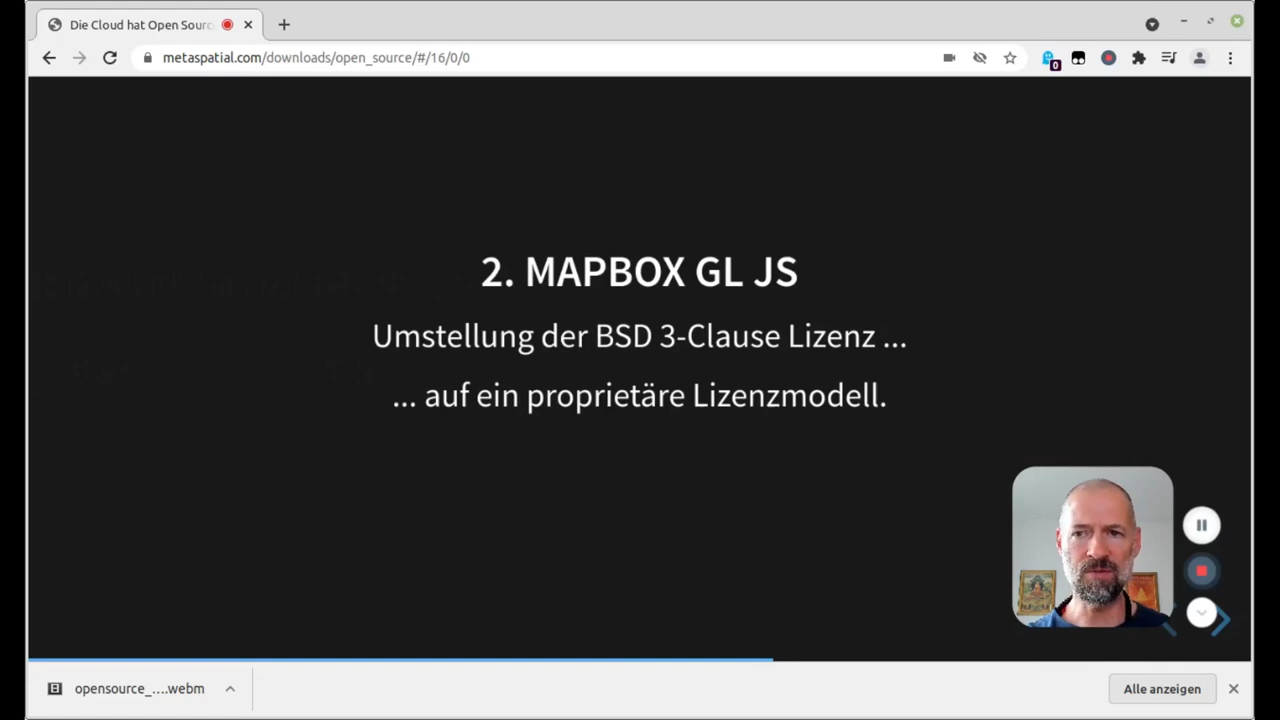 Die Cloud hat Open Sourc
metaspatial.com/downloads/open_source/#/16/0/0
0
2. MAPBOX GL JS
Umstellung der BSD 3-Clause Lizenz ...
... auf ein proprietäre Lizenzmodell.
opensource_....webm
Alle anzeigen